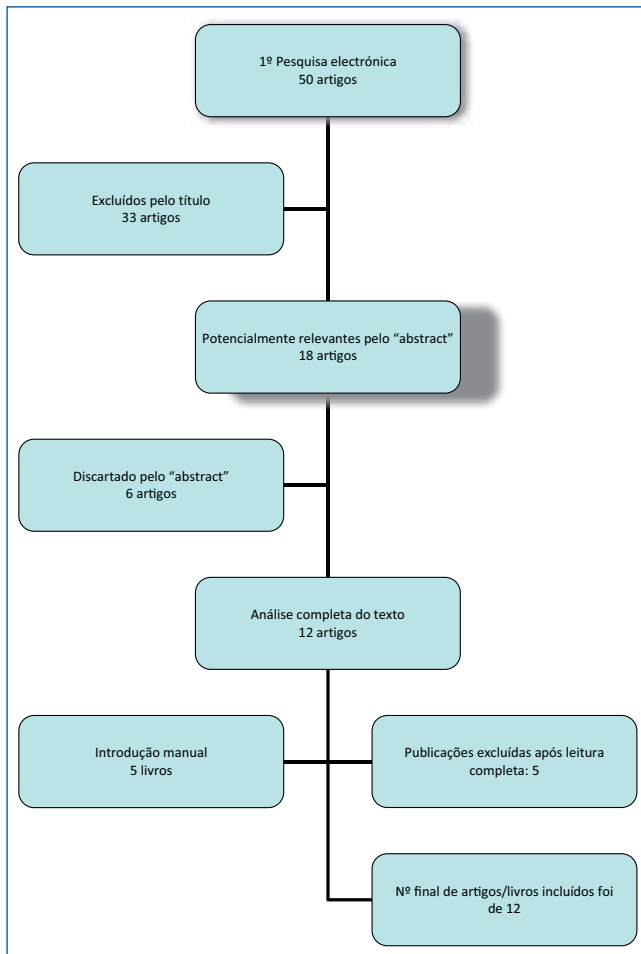 1º Pesquisa electrónica
50 artigos
Excluídos pelo título
33 artigos
Potencialmente relevantes pelo “abstract”
18 artigos
Discartado pelo “abstract”
6 artigos
Análise completa do texto
12 artigos
Introdução manual
5 livros
Publicações excluídas após leitura
completa: 5
Nº final de artigos/livros incluídos foi
de 12